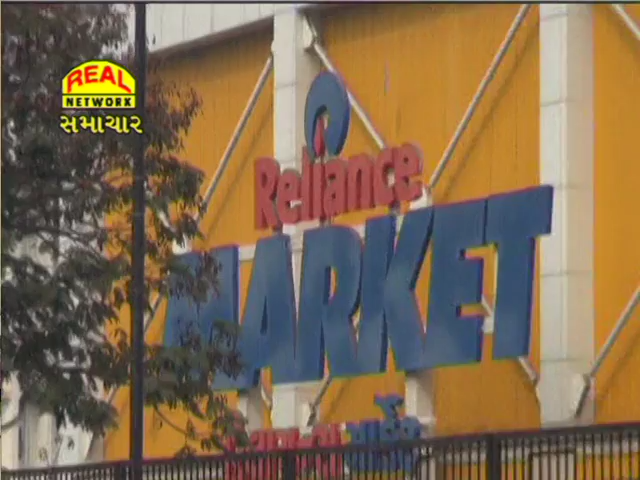 REAL
NETWORK
સમાચાર
Reliance
MARKET